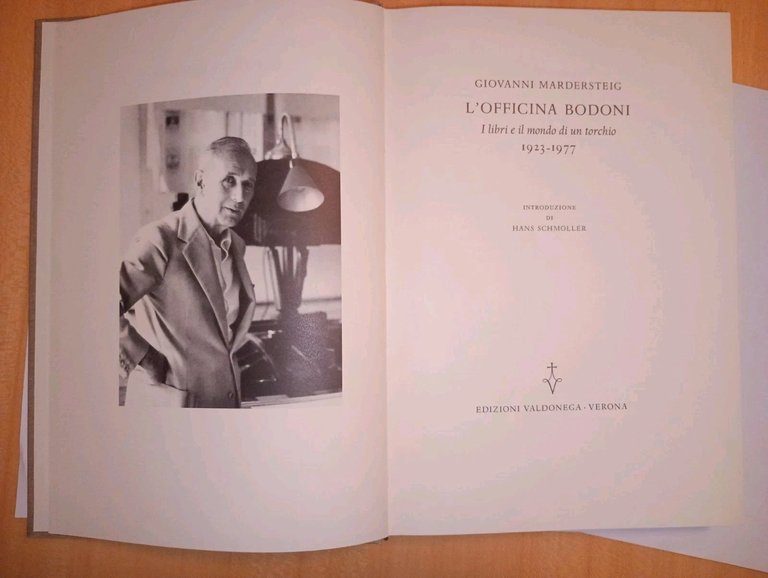 GIOVANNI MARDERSTEIG
L'OFFICINA BODONI
I libri e il mondo di un torchio
1923-1977
INTRODUZIONE
DI
HANS SCHMOLLER
EDIZIONI VALDONEGA · VERONA